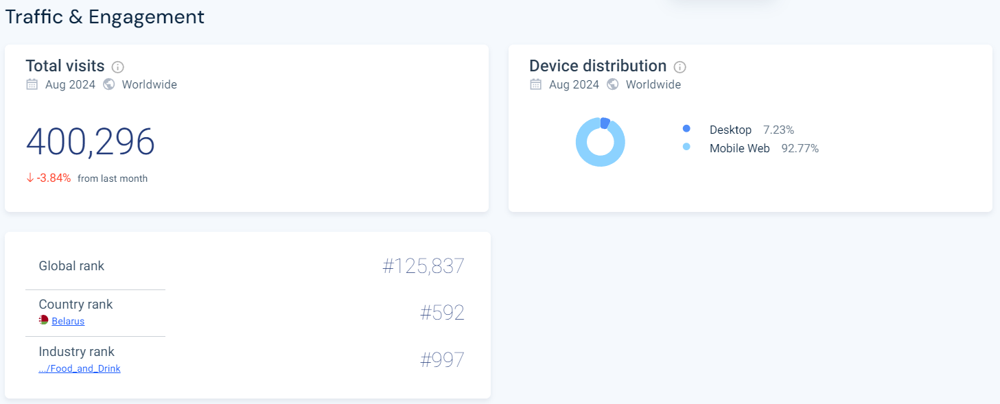 Traffic & Engagement
Total visits
Aug 2024 Worldwide
400,296
-3.84% from last month
Device distribution
Aug 2024 Worldwide
Desktop 7.23%
Mobile Web 92.77%
Global rank #125,837
Country rank #592
Belarus
Industry rank #997
.../Food_and_Drink